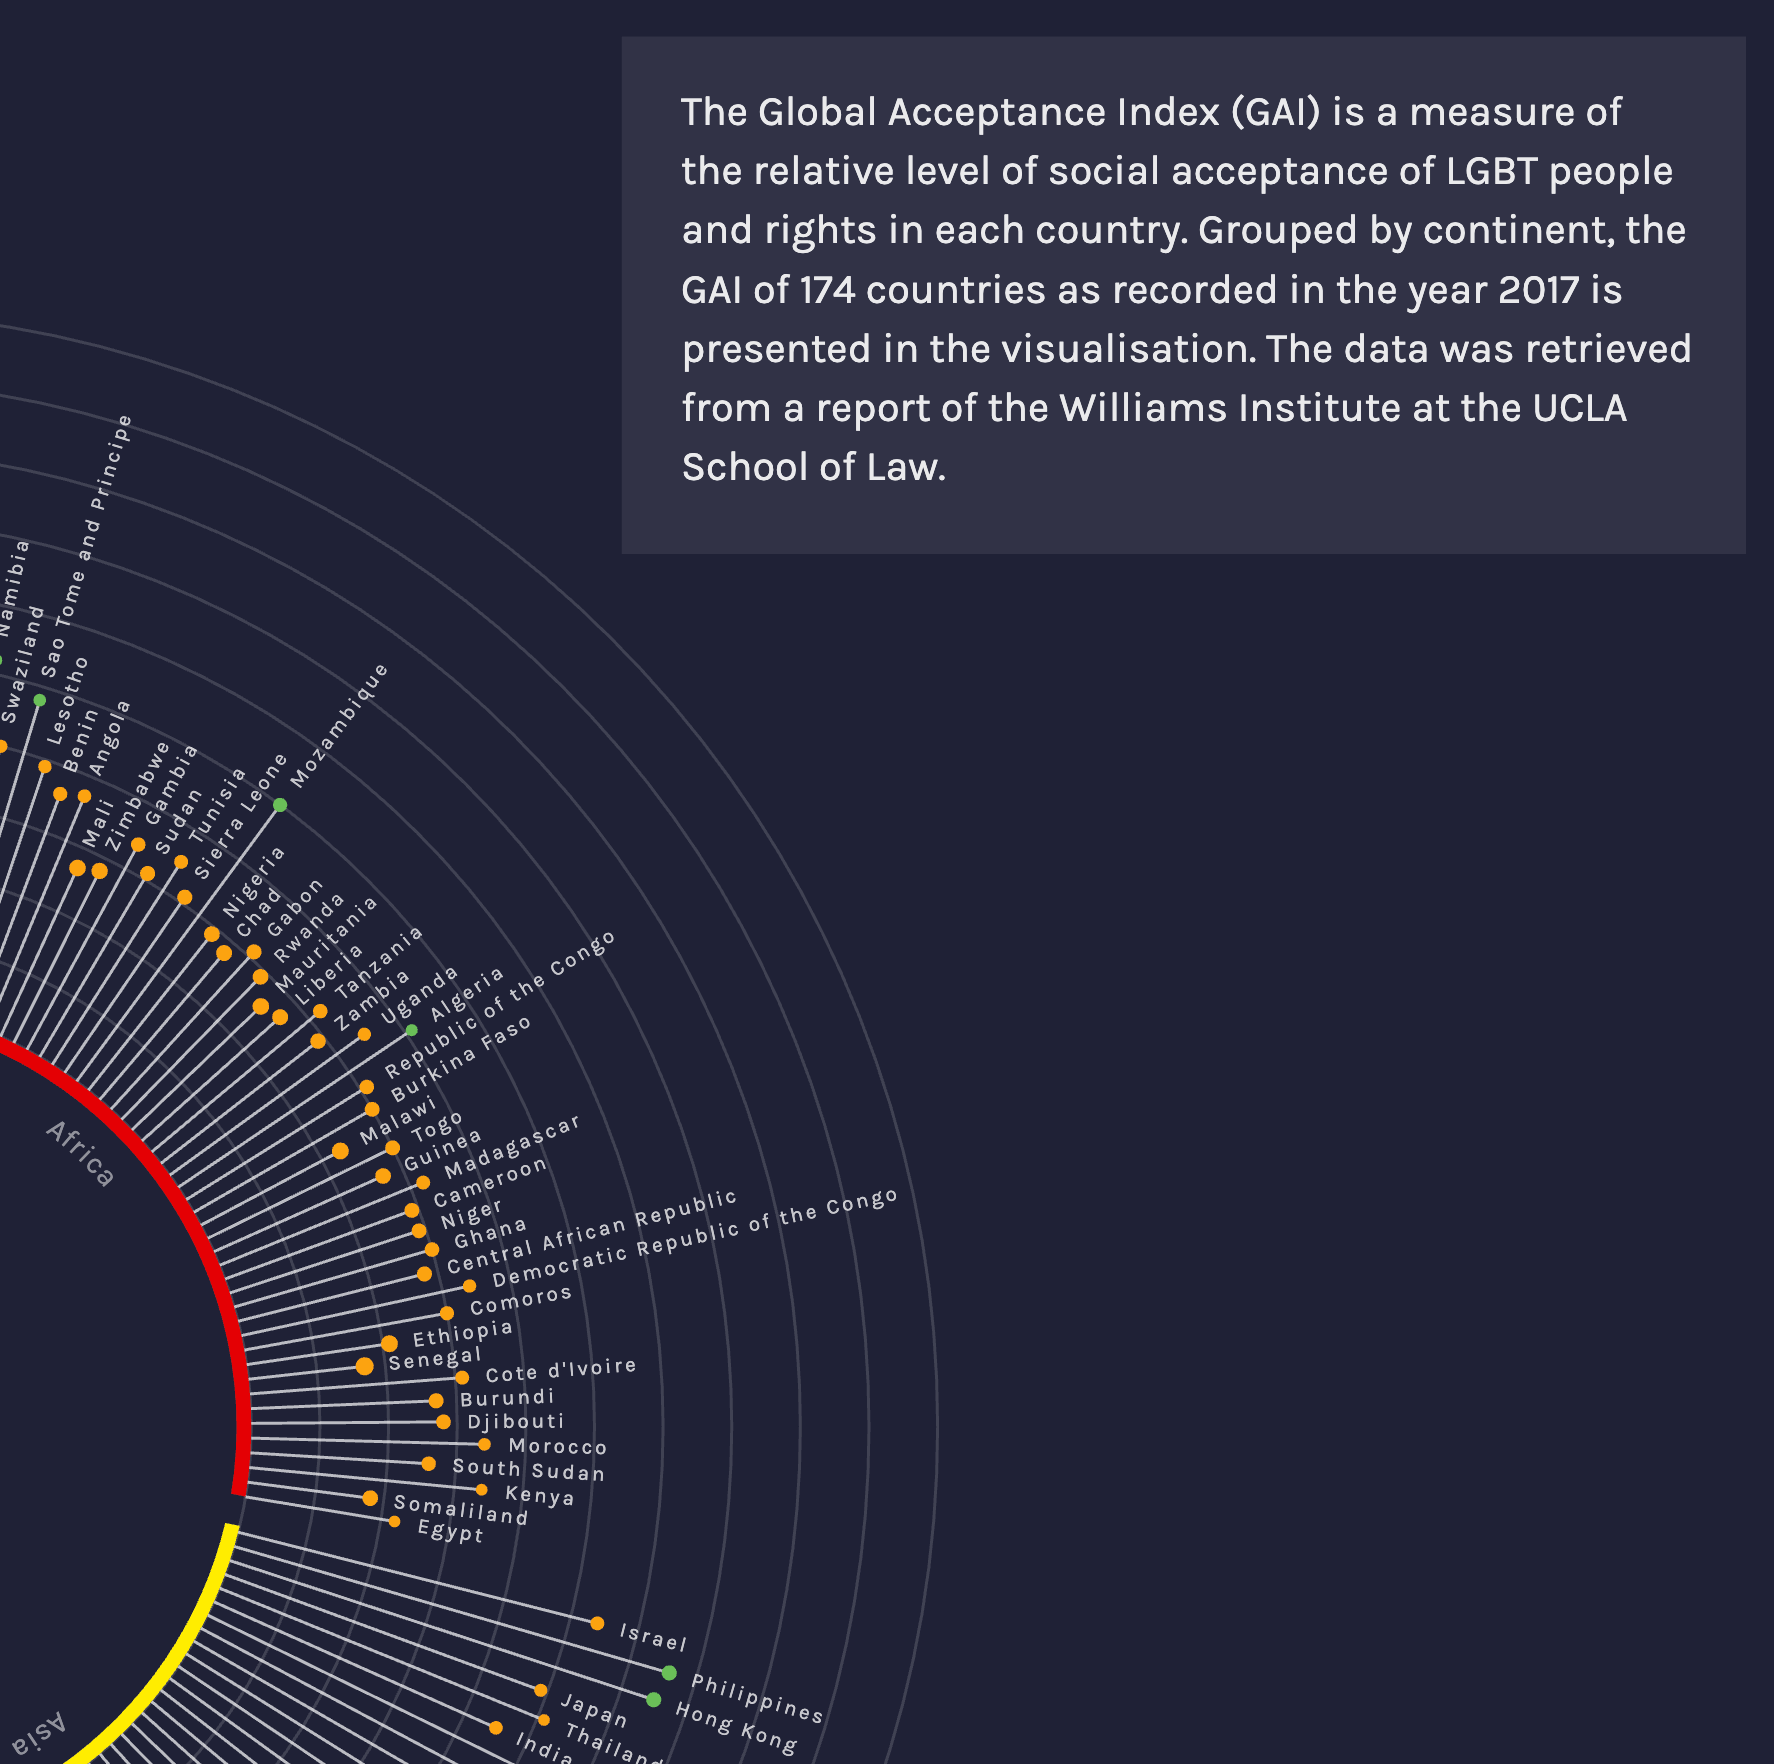 The Global Acceptance Index (GAI) is a measure of
the relative level of social acceptance of LGBT people
and rights in each country. Grouped by continent, the
GAI of 174 countries as recorded in the year 2017 is
presented in the visualisation. The data was retrieved
from a report of the Williams Institute at the UCLA
School of Law.
Namibia
Swaziland
Sao Tome and Principe
Lesotho
Benin
Angola
Mali
Zimbabwe
Gambia
Sudan
Tunisia
Sierra Leone
Mozambique
Nigeria
Chad
Gabon
Rwanda
Mauritania
Liberia
Tanzania
Zambia
Uganda
Algeria
Republic of the Congo
Burkina Faso
Malawi
Togo
Guinea
Madagascar
Cameroon
Niger
Ghana
Central African Republic
Democratic Republic of the Congo
Comoros
Ethiopia
Senegal
Cote d'Ivoire
Burundi
Djibouti
Morocco
South Sudan
Kenya
Somaliland
Egypt
Africa
Israel
Philippines
Hong Kong
Japan
Thailand
India
Asia